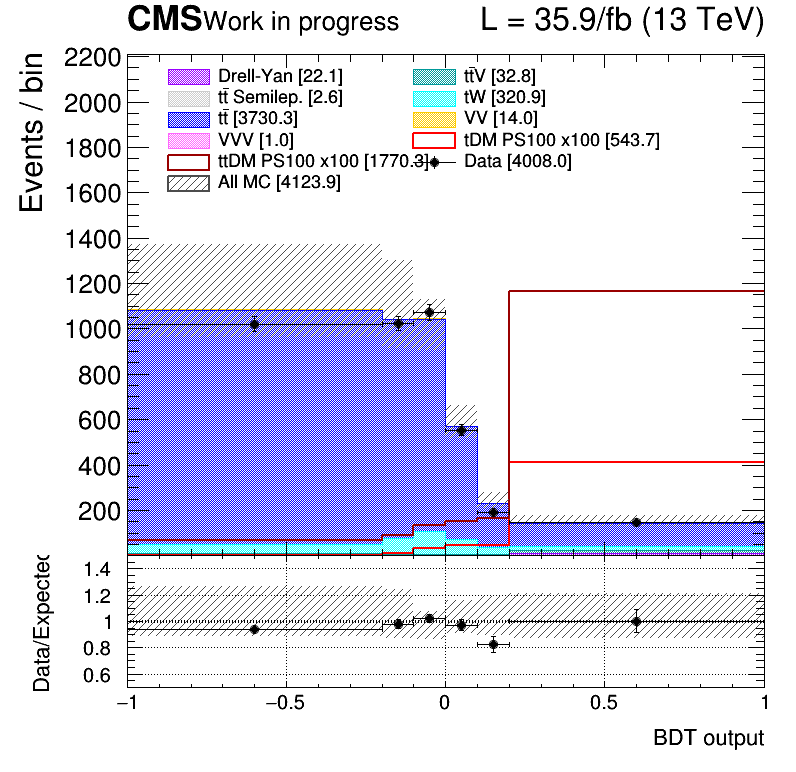 CMS Work in progress L = 35.9/fb (13 TeV)
Events / bin
2200
2000
1800
1600
1400
1200
1000
800
600
400
200
Drell-Yan [22.1] tt̄V [32.8]
tt̄ Semilep. [2.6] tW [320.9]
tt̄ [3730.3] VV [14.0]
VVV [1.0] tDM PS100 x100 [543.7]
ttDM PS100 x100 [1770.3] Data [4008.0]
All MC [4123.9]
Data/Expected
1.4
1.2
1
0.8
0.6
−1 −0.5 0 0.5 1
BDT output